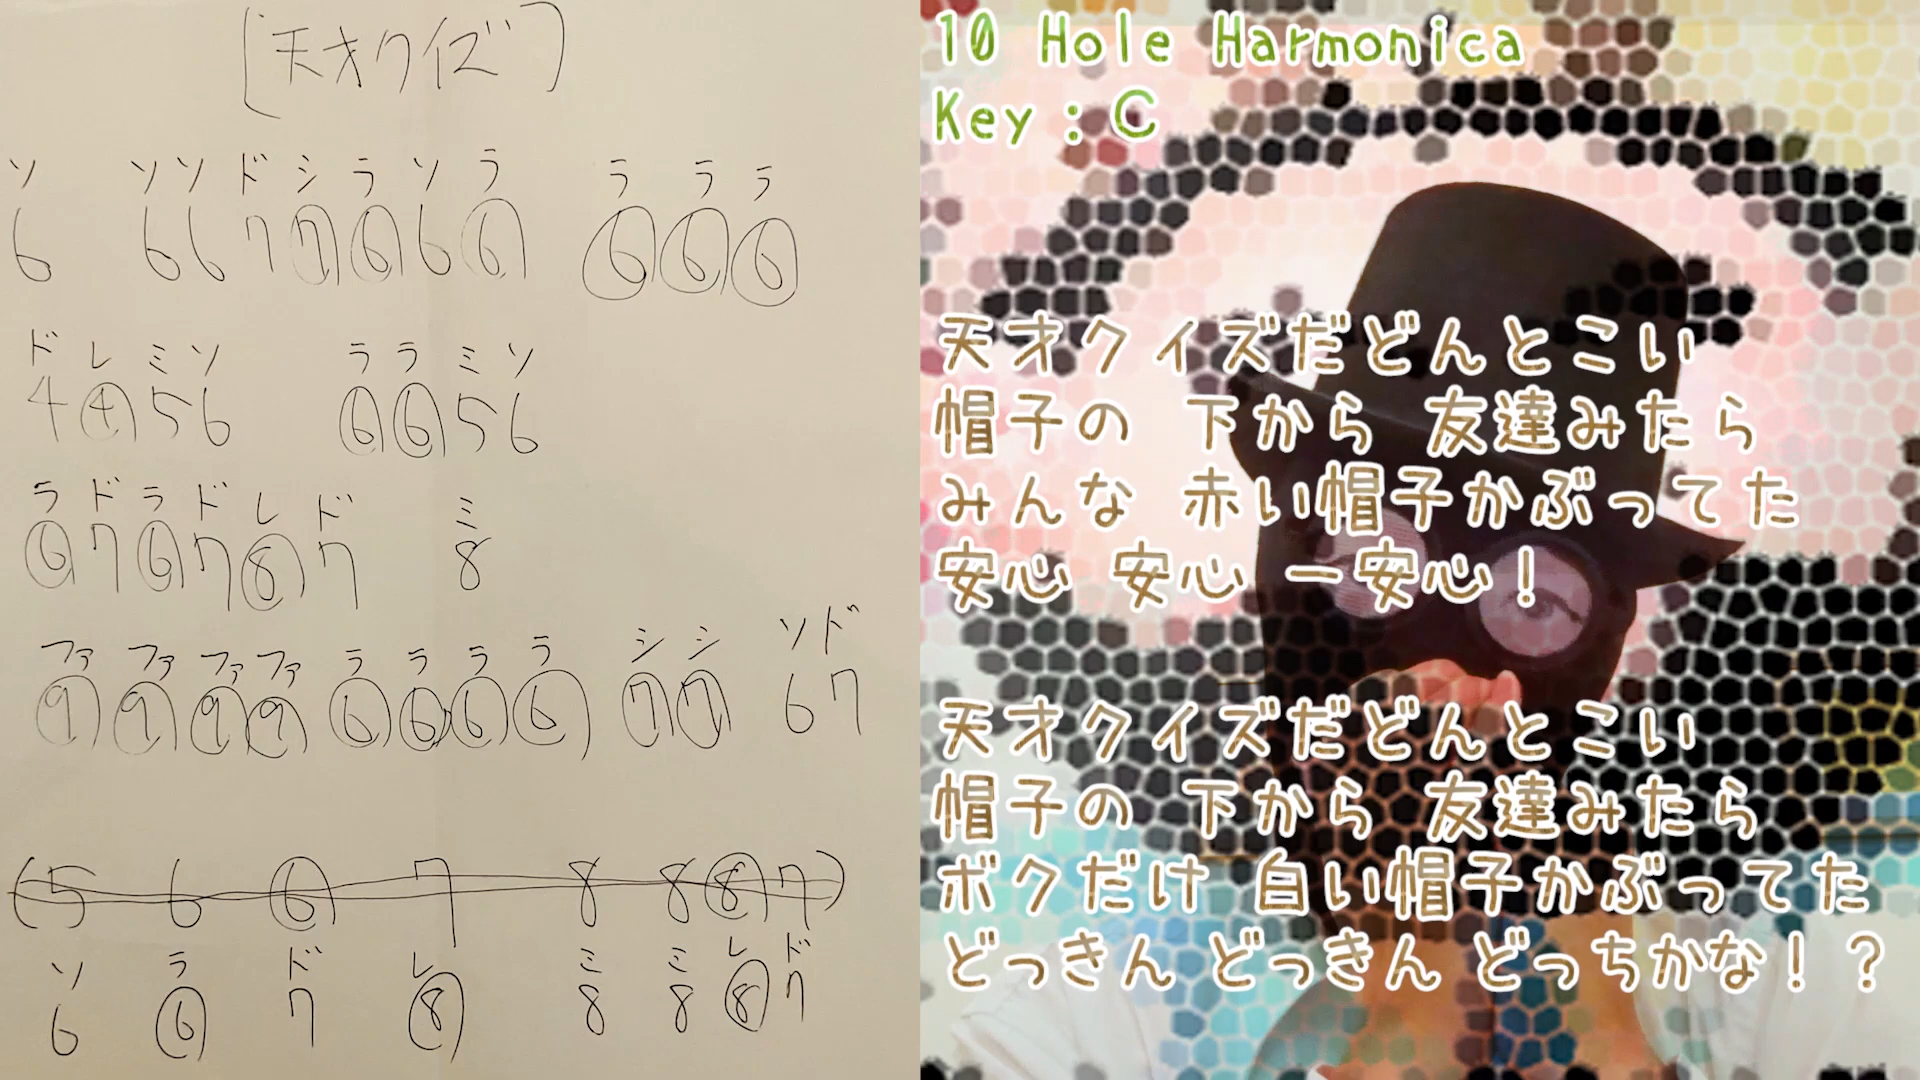 [天才クイズ]
ソ ソ ソ ド シ ラ ソ ラ ラ ラ ラ
6 6 6 7 ⑦ ⑥ 6 ⑥ ⑥ ⑥ ⑥
ド レ ミ ソ ラ ラ ミ ソ
4 ④ 5 6 ⑥ ⑥ 5 6
ラ ド ラ ド レ ド ミ
⑥ 7 ⑥ 7 ⑧ 7 8
ファ ファ ファ ファ ラ ラ ラ ラ シ シ ソ ド
⑨ ⑨ ⑨ ⑨ ⑥ ⑥ ⑥ ⑥ ⑦ ⑦ 6 7
(5 6 ⑥ 7 8 8 ⑧ 7)
ソ ラ ド レ ミ ミ レ ド
6 ⑥ 7 ⑧ 8 8 ⑧ 7
10 Hole Harmonica
Key : C
天才クイズだどんとこい
帽子の 下から 友達みたら
みんな 赤い帽子かぶってた
安心 安心 一安心！
天才クイズだどんとこい
帽子の 下から 友達みたら
ボクだけ 白い帽子かぶってた
どっきん どっきん どっちかな！？